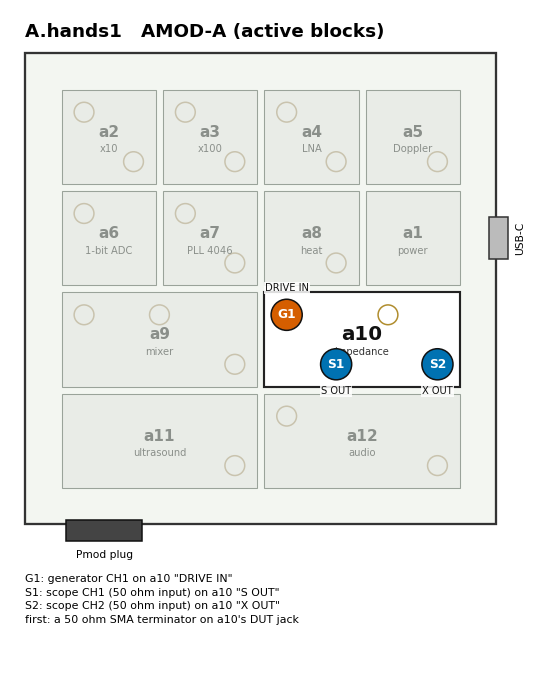 A.hands1 AMOD-A (active blocks)
a2
x10
a3
x100
a4
LNA
a5
Doppler
a6
1-bit ADC
a7
PLL 4046
a8
heat
a1
power
USB-C
DRIVE IN
G1
a9
mixer
a10
impedance
S1
S2
S OUT
X OUT
a11
ultrasound
a12
audio
Pmod plug
G1: generator CH1 on a10 "DRIVE IN"
S1: scope CH1 (50 ohm input) on a10 "S OUT"
S2: scope CH2 (50 ohm input) on a10 "X OUT"
first: a 50 ohm SMA terminator on a10's DUT jack